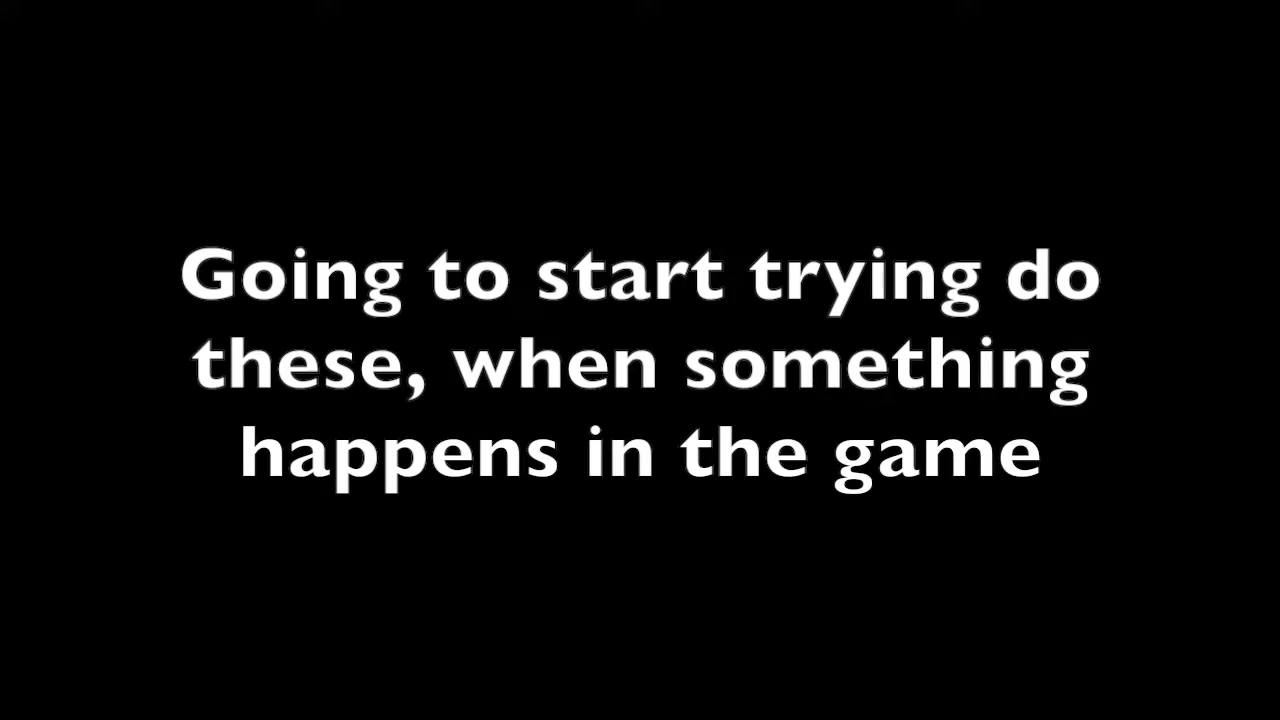 Going to start trying do
these, when something
happens in the game